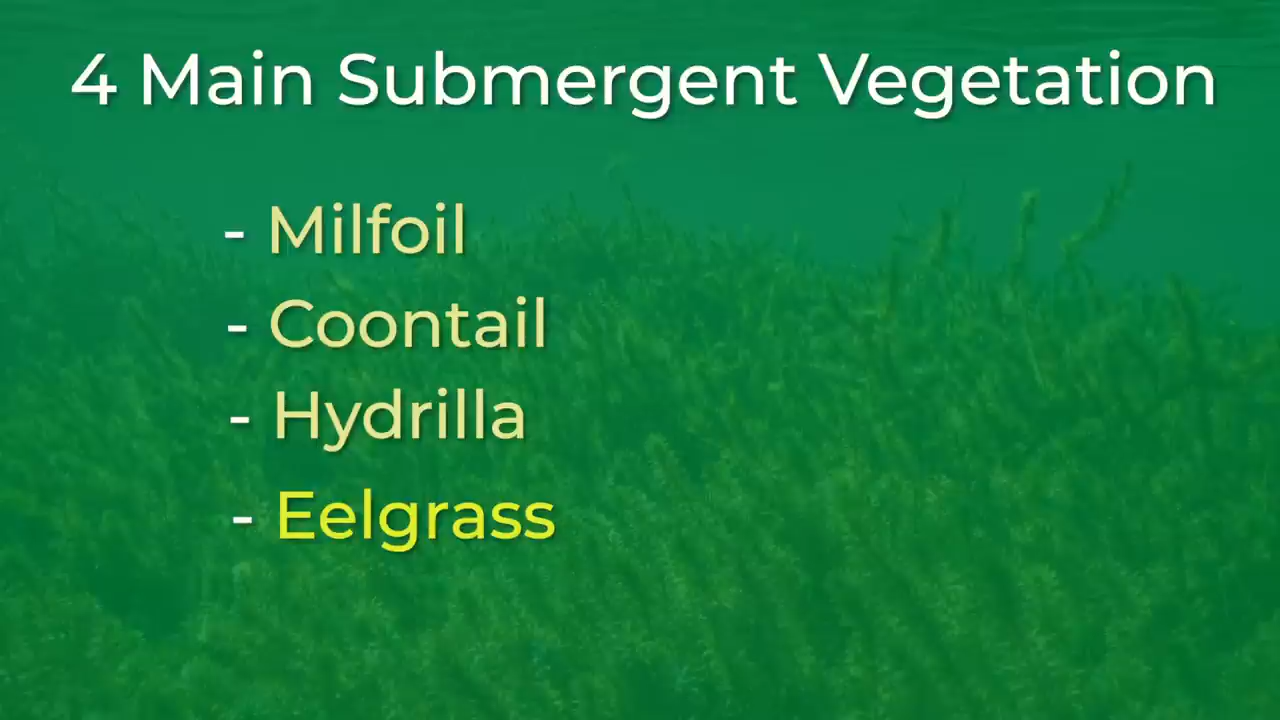 4 Main Submergent Vegetation
- Milfoil
- Coontail
- Hydrilla
- Eelgrass